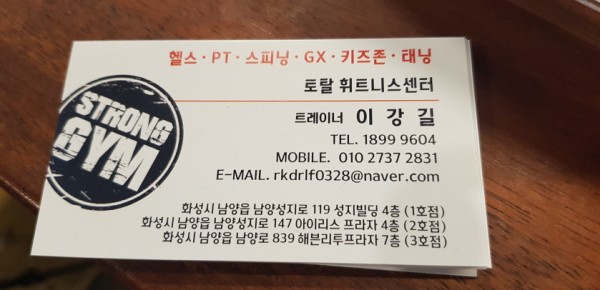 헬스·PT·스피닝·GX·키즈존·태닝
토탈 휘트니스센터
트레이너 이 강 길
TEL. 1899 9604
MOBILE. 010 2737 2831
E-MAIL. rkdrlf0328@naver.com
STRONG
GYM
화성시 남양읍 남양성지로 119 성지빌딩 4층 (1호점)
화성시 남양읍 남양성지로 147 아이리스 프라자 4층 (2호점)
화성시 남양읍 남양로 839 해븐리투프라자 7층 (3호점)